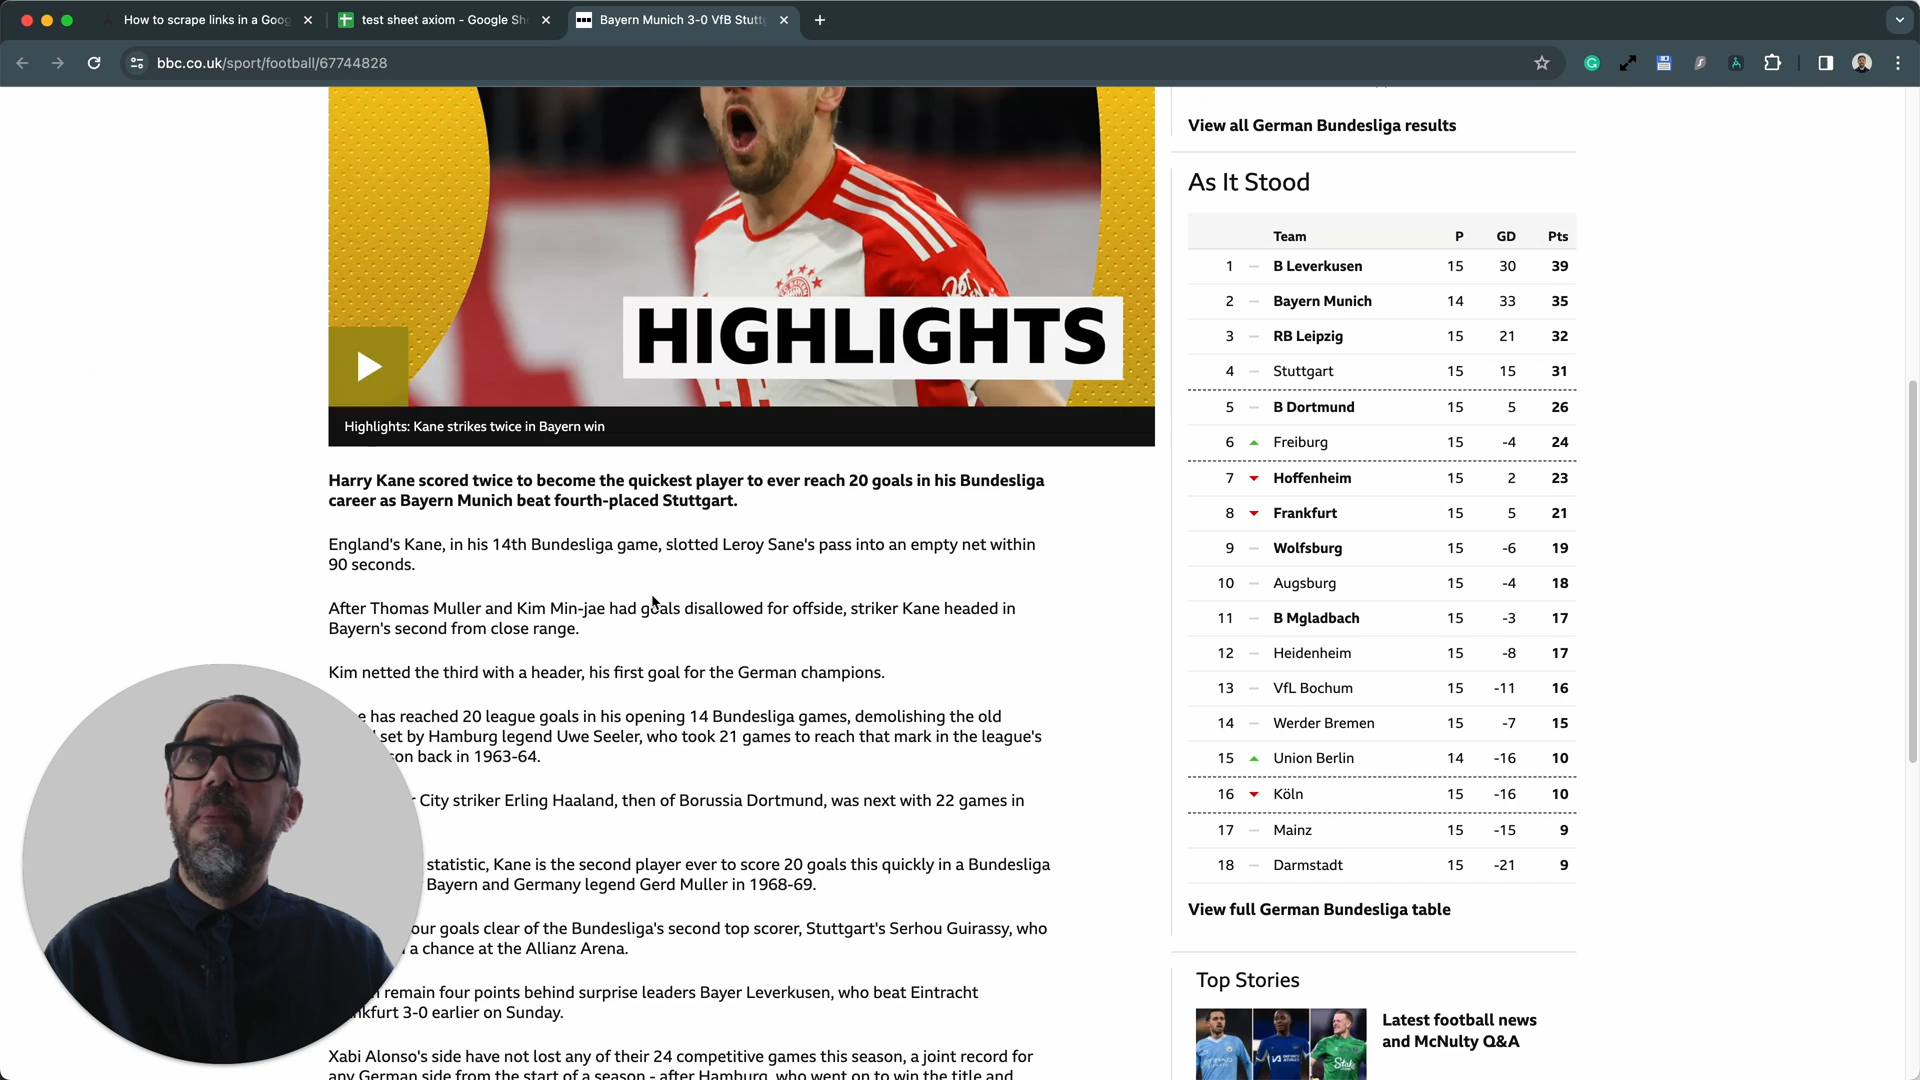 How to scrape links in a Goog
test sheet axiom - Google Sh
Bayern Munich 3-0 VfB Stuttg
bbc.co.uk/sport/football/67744828
HIGHLIGHTS
Highlights: Kane strikes twice in Bayern win
Harry Kane scored twice to become the quickest player to ever reach 20 goals in his Bundesliga
career as Bayern Munich beat fourth-placed Stuttgart.
England's Kane, in his 14th Bundesliga game, slotted Leroy Sane's pass into an empty net within
90 seconds.
After Thomas Muller and Kim Min-jae had goals disallowed for offside, striker Kane headed in
Bayern's second from close range.
Kim netted the third with a header, his first goal for the German champions.
e has reached 20 league goals in his opening 14 Bundesliga games, demolishing the old
set by Hamburg legend Uwe Seeler, who took 21 games to reach that mark in the league's
on back in 1963-64.
r City striker Erling Haaland, then of Borussia Dortmund, was next with 22 games in
statistic, Kane is the second player ever to score 20 goals this quickly in a Bundesliga
Bayern and Germany legend Gerd Muller in 1968-69.
our goals clear of the Bundesliga's second top scorer, Stuttgart's Serhou Guirassy, who
a chance at the Allianz Arena.
remain four points behind surprise leaders Bayer Leverkusen, who beat Eintracht
nkfurt 3-0 earlier on Sunday.
Xabi Alonso's side have not lost any of their 24 competitive games this season, a joint record for
any German side from the start of a season - after Hamburg, who went on to win the title and
View all German Bundesliga results
As It Stood
Team P GD Pts
1 B Leverkusen 15 30 39
2 Bayern Munich 14 33 35
3 RB Leipzig 15 21 32
4 Stuttgart 15 15 31
5 B Dortmund 15 5 26
6 Freiburg 15 -4 24
7 Hoffenheim 15 2 23
8 Frankfurt 15 5 21
9 Wolfsburg 15 -6 19
10 Augsburg 15 -4 18
11 B Mgladbach 15 -3 17
12 Heidenheim 15 -8 17
13 VfL Bochum 15 -11 16
14 Werder Bremen 15 -7 15
15 Union Berlin 14 -16 10
16 Köln 15 -16 10
17 Mainz 15 -15 9
18 Darmstadt 15 -21 9
View full German Bundesliga table
Top Stories
Latest football news
and McNulty Q&A